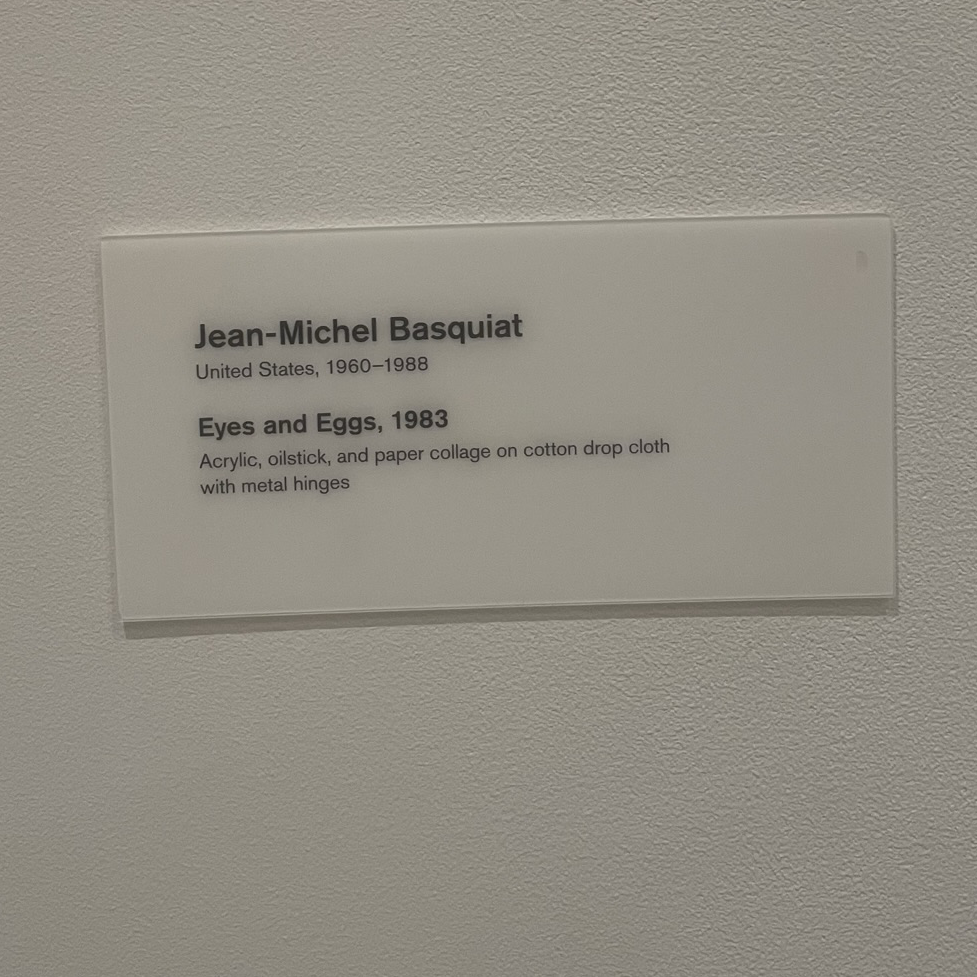 Jean-Michel Basquiat
United States, 1960–1988
Eyes and Eggs, 1983
Acrylic, oilstick, and paper collage on cotton drop cloth
with metal hinges